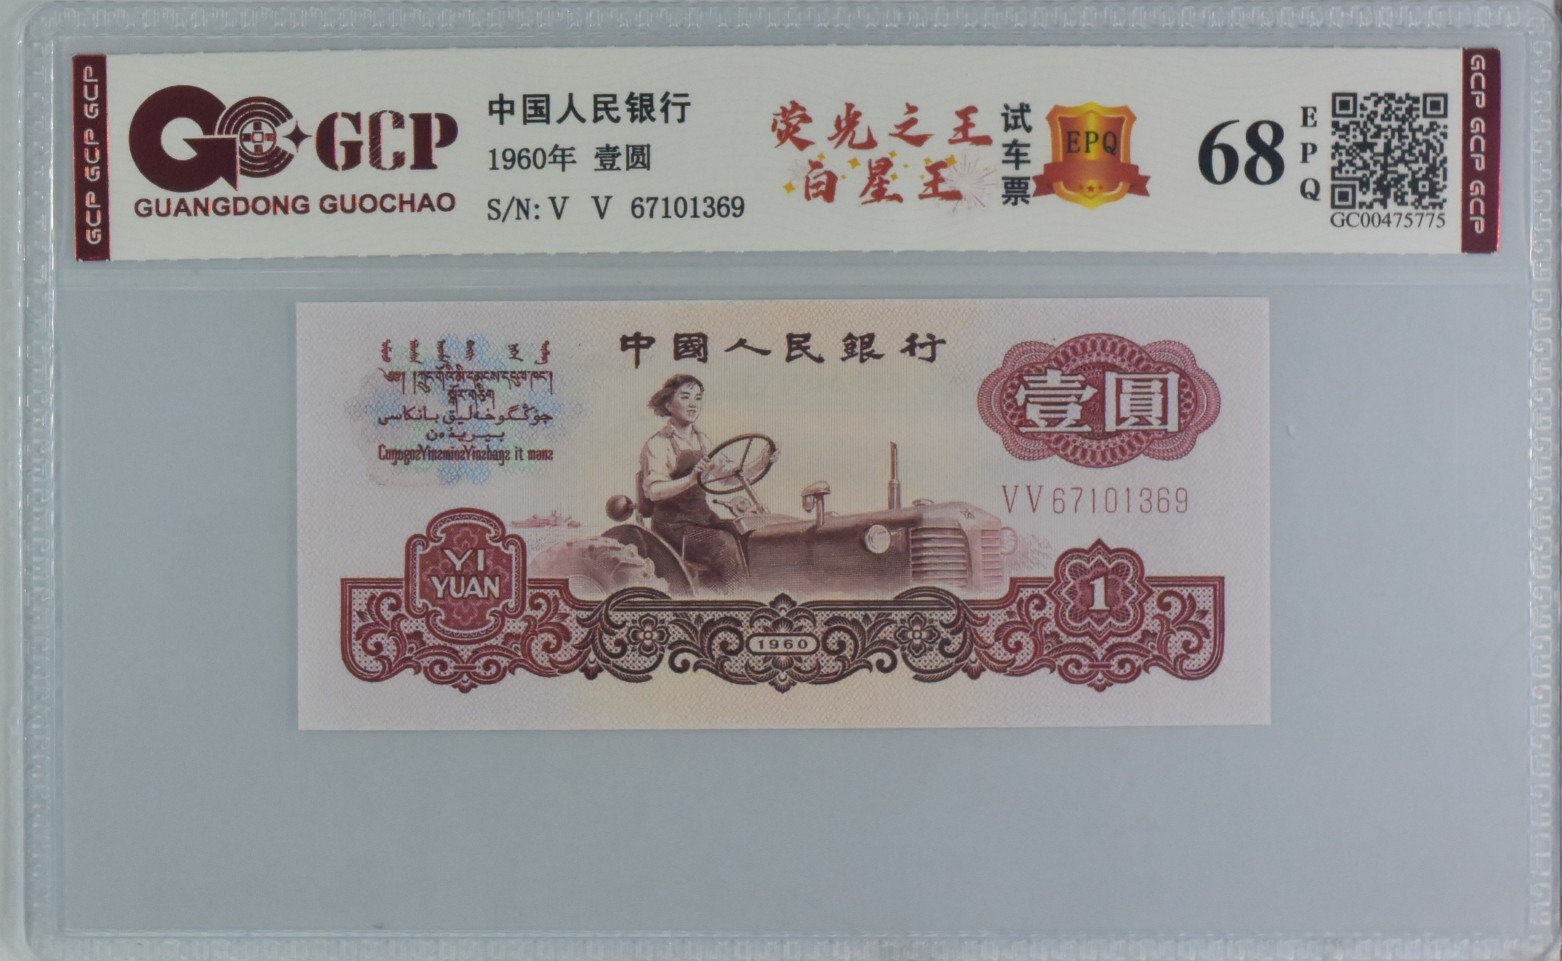 GCP GCP GCP
GCP
GUANGDONG GUOCHAO
中国人民银行
1960年 壹圆
S/N: V V 67101369
荧光之王
白星王
试车票
EPQ
68
EPQ
GC00475775
GCP GCP GCP
中國人民銀行
壹圓
VV67101369
YI
YUAN
1960
1